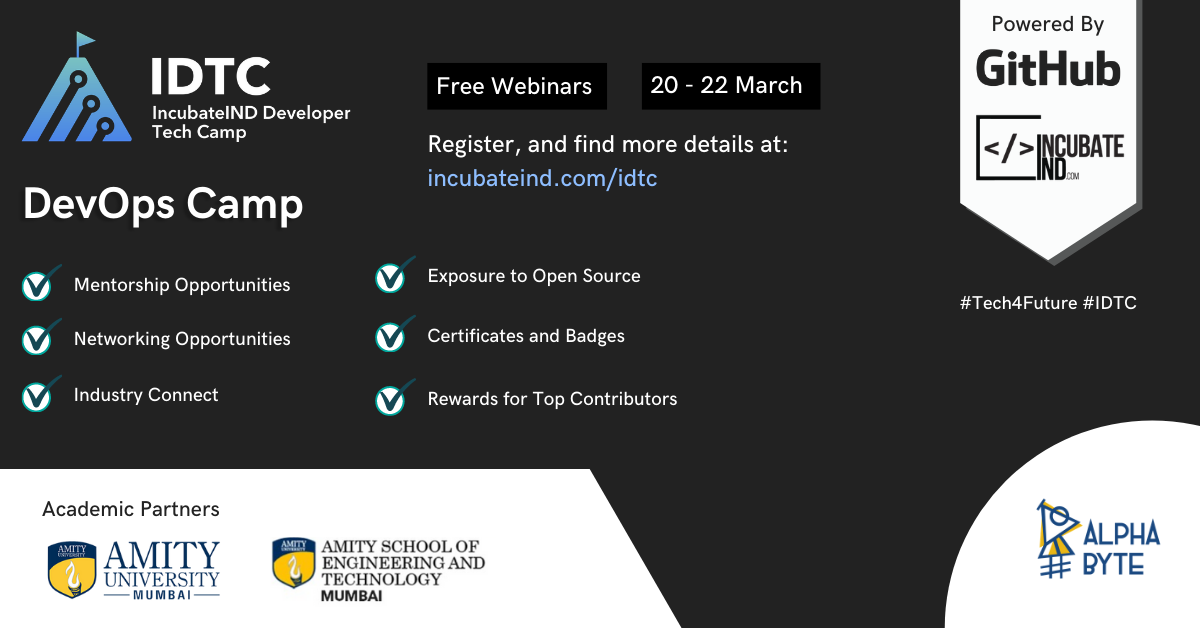 IDTC
IncubateIND Developer
Tech Camp
DevOps Camp
Free Webinars
20 - 22 March
Register, and find more details at:
incubateind.com/idtc
Mentorship Opportunities
Networking Opportunities
Industry Connect
Exposure to Open Source
Certificates and Badges
Rewards for Top Contributors
Powered By
GitHub
</>INCUBATE
IND.COM
#Tech4Future #IDTC
Academic Partners
AMITY
UNIVERSITY
AMITY
UNIVERSITY
MUMBAI
AMITY
UNIVERSITY
AMITY SCHOOL OF
ENGINEERING AND
TECHNOLOGY
MUMBAI
ALPHA
BYTE